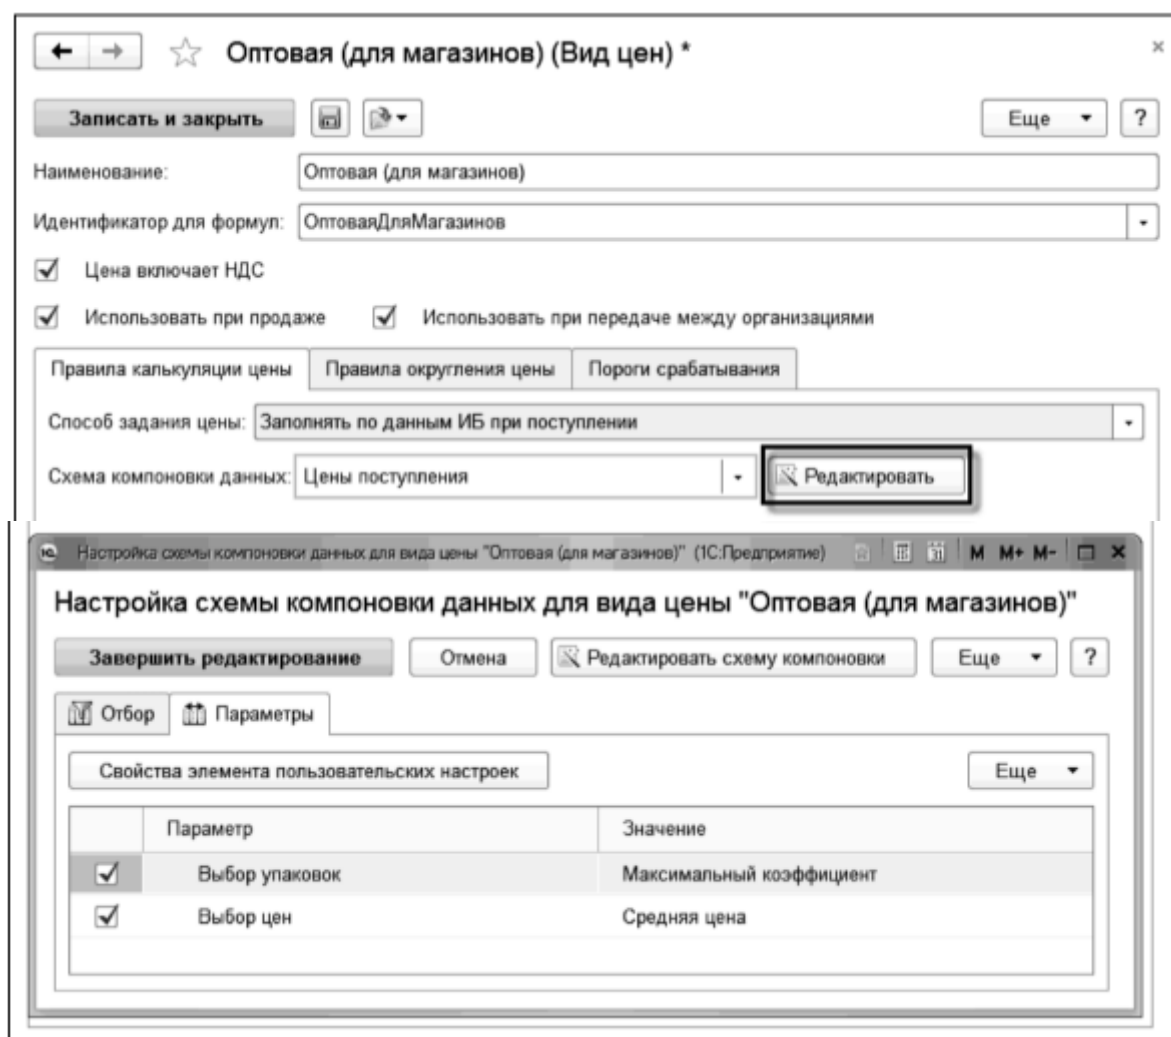 Оптовая (для магазинов) (Вид цен) *
Записать и закрыть Еще ?
Наименование: Оптовая (для магазинов)
Идентификатор для формул: ОптоваяДляМагазинов
Цена включает НДС
Использовать при продаже Использовать при передаче между организациями
Правила калькуляции цены Правила округления цены Пороги срабатывания
Способ задания цены: Заполнять по данным ИБ при поступлении
Схема компоновки данных: Цены поступления Редактировать
1С Настройка схемы компоновки данных для вида цены "Оптовая (для магазинов)" (1С:Предприятие) 31 M M+ M-
Настройка схемы компоновки данных для вида цены "Оптовая (для магазинов)"
Завершить редактирование Отмена Редактировать схему компоновки Еще ?
Отбор Параметры
Свойства элемента пользовательских настроек Еще
Параметр Значение
Выбор упаковок Максимальный коэффициент
Выбор цен Средняя цена